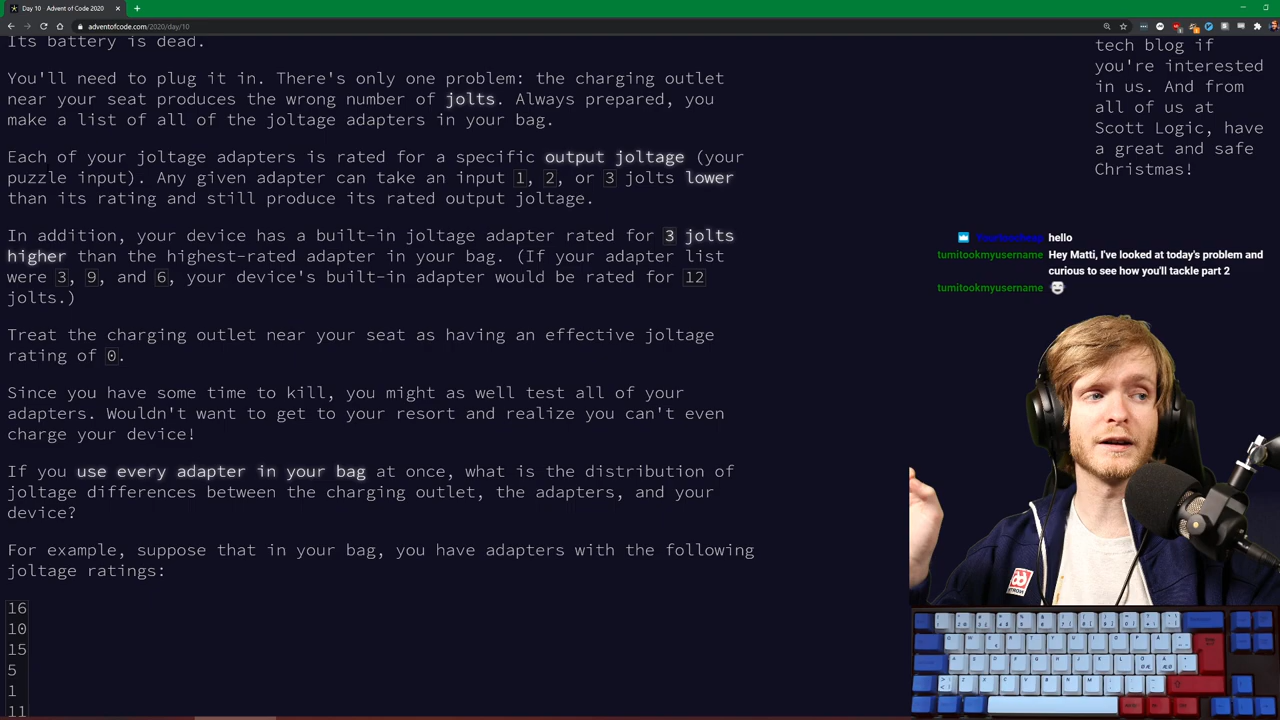 Day 10 - Advent of Code 2020
adventofcode.com/2020/day/10
Its battery is dead.
You'll need to plug it in. There's only one problem: the charging outlet
near your seat produces the wrong number of jolts. Always prepared, you
make a list of all of the joltage adapters in your bag.
Each of your joltage adapters is rated for a specific output joltage (your
puzzle input). Any given adapter can take an input 1, 2, or 3 jolts lower
than its rating and still produce its rated output joltage.
In addition, your device has a built-in joltage adapter rated for 3 jolts
higher than the highest-rated adapter in your bag. (If your adapter list
were 3, 9, and 6, your device's built-in adapter would be rated for 12
jolts.)
Treat the charging outlet near your seat as having an effective joltage
rating of 0.
Since you have some time to kill, you might as well test all of your
adapters. Wouldn't want to get to your resort and realize you can't even
charge your device!
If you use every adapter in your bag at once, what is the distribution of
joltage differences between the charging outlet, the adapters, and your
device?
For example, suppose that in your bag, you have adapters with the following
joltage ratings:
16
10
15
5
1
11
tech blog if
you're interested
in us. And from
all of us at
Scott Logic, have
a great and safe
Christmas!
hello
tumitookmyusername Hey Matti, I've looked at today's problem and
curious to see how you'll tackle part 2
tumitookmyusername